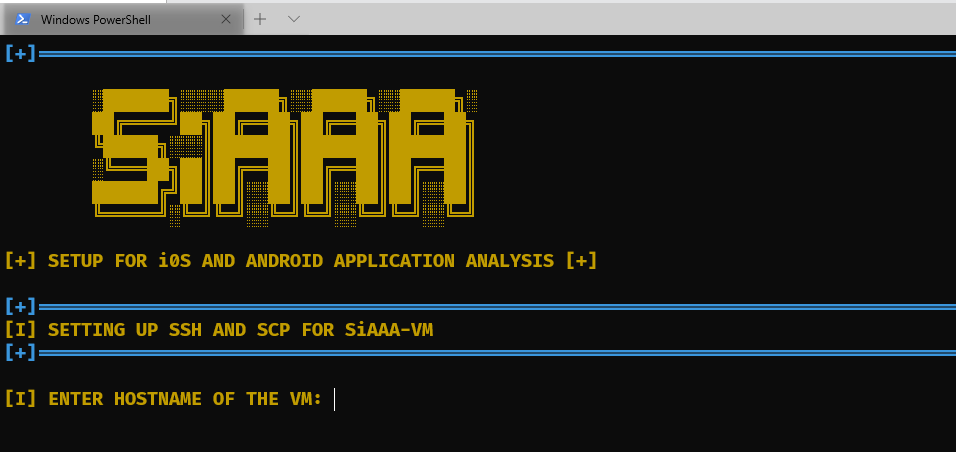 Windows PowerShell
[+]
SiAAA
[+] SETUP FOR i0S AND ANDROID APPLICATION ANALYSIS [+]
[+]
[I] SETTING UP SSH AND SCP FOR SiAAA-VM
[+]
[I] ENTER HOSTNAME OF THE VM: